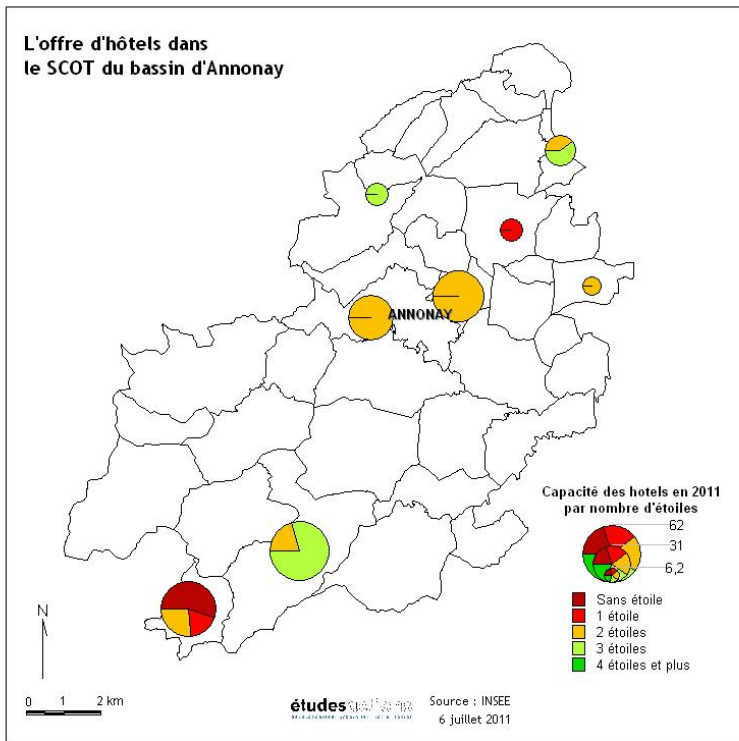 L'offre d'hôtels dans
le SCOT du bassin d'Annonay
ANNONAY
Capacité des hotels en 2011
par nombre d'étoiles
62
31
6,2
Sans étoile
1 étoile
2 étoiles
3 étoiles
4 étoiles et plus
N
0 1 2 km
études actions
Source : INSEE
6 juillet 2011